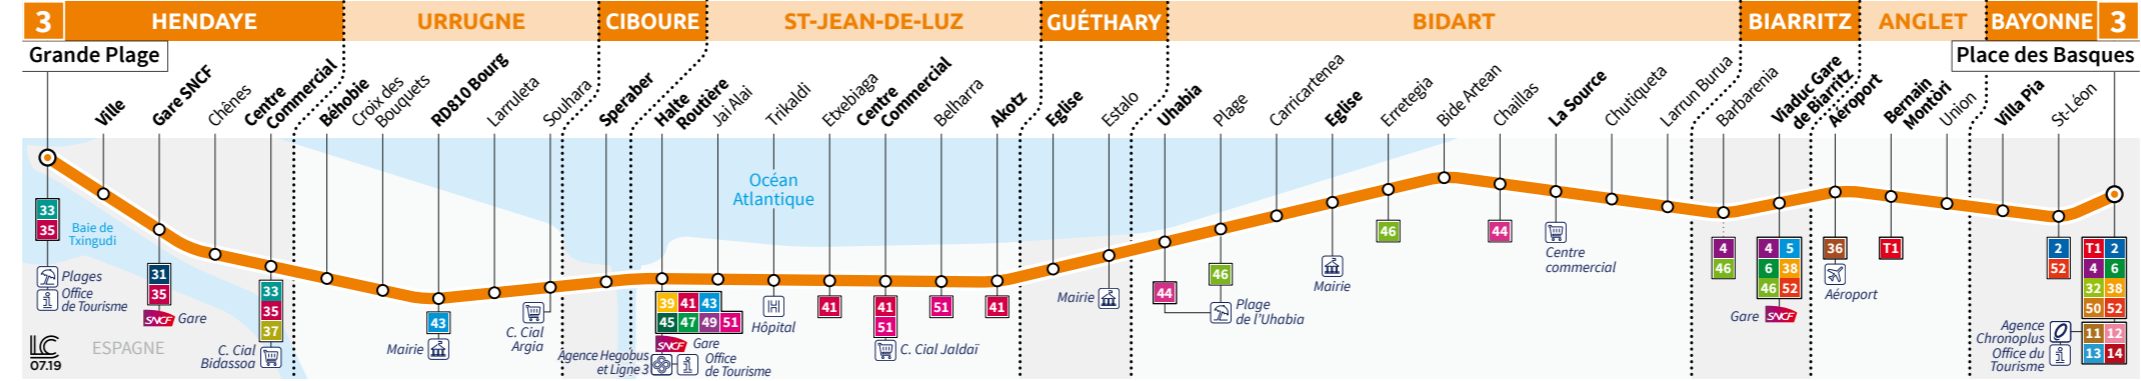 3
HENDAYE
URRUGNE
CIBOURE
ST-JEAN-DE-LUZ
GUÉTHARY
BIDART
BIARRITZ
ANGLET
BAYONNE
3
Grande Plage
Place des Basques
Ville
Gare SNCF
Chênes
Centre
Commercial
Béhobie
Croix des
Bouquets
RD810 Bourg
Larruleta
Souhara
Speraber
Halte
Routière
Jai Alai
Trikaldi
Etxebiaga
Centre
Commercial
Belharra
Akotz
Eglise
Estalo
Uhabia
Plage
Carricartenea
Eglise
Erretegia
Bide Artean
Chaillas
La Source
Chutiqueta
Larrun Burua
Barbarenia
Viaduc Gare
de Biarritz
Aéroport
Bernain
Montòri
Union
Villa Pia
St-Léon
Océan
Atlantique
Baie de
Txingudi
ESPAGNE
33
35
Plages
Office
de Tourisme
31
35
SNCF Gare
33
35
37
C. Cial
Bidassoa
43
Mairie
C. Cial
Argia
39 41 43
45 47 49 51
SNCF Gare
Agence Hegobus
et Ligne 3
Office
de Tourisme
H
Hôpital
41
41
51
C. Cial Jaldaï
51
41
Mairie
44
46
Plage
de l'Uhabia
Mairie
46
44
Centre
commercial
4
46
4 5
6 38
46 52
Gare SNCF
36
Aéroport
T1
2
52
T1 2
4 6
32 38
50 52
11 12
13 14
Agence
Chronoplus
Office du
Tourisme
LC
07.19